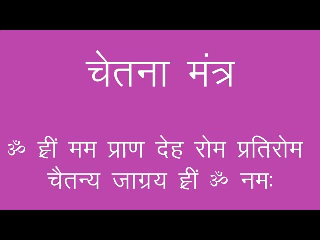 चेतना मंत्र
ॐ ह्रीं मम प्राण देह रोम प्रतिरोम
चैतन्य जाग्रय ह्रीं ॐ नमः